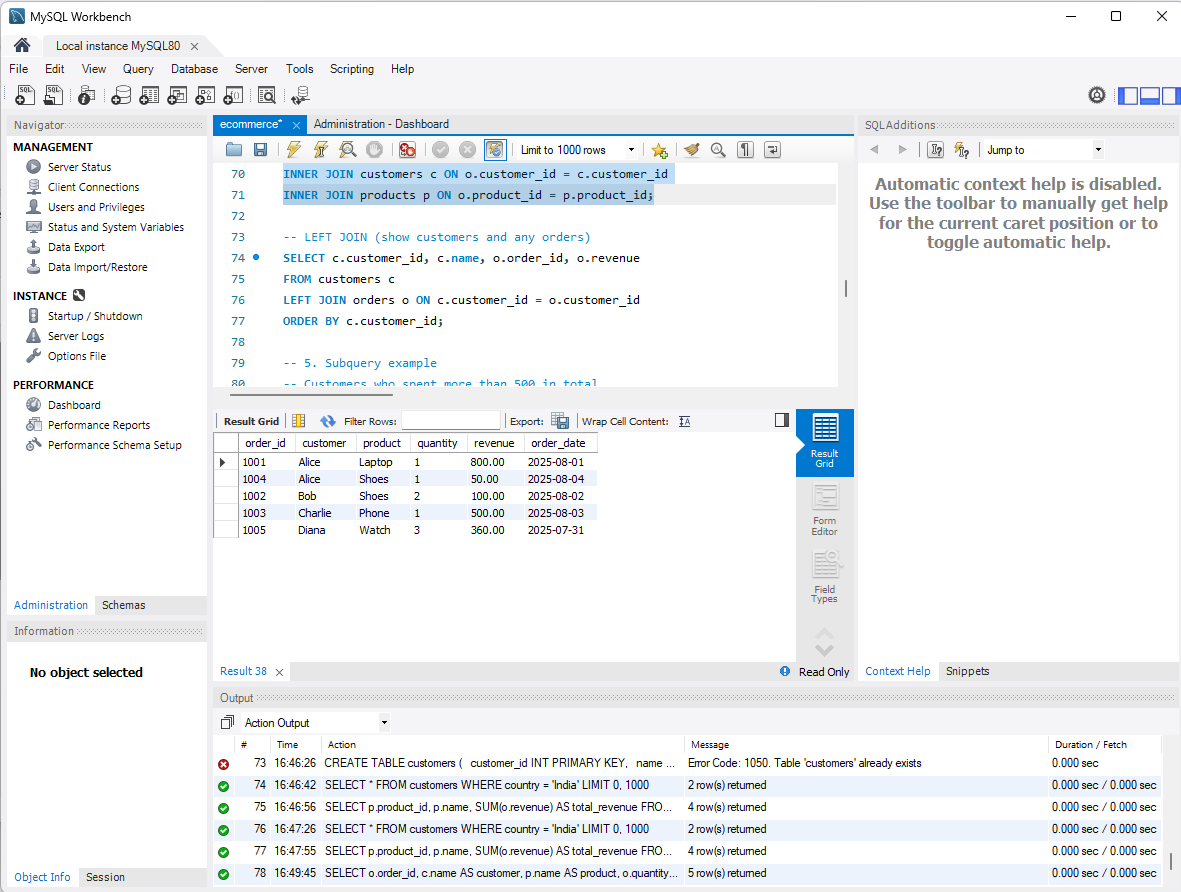 MySQL Workbench
Local instance MySQL80
File Edit View Query Database Server Tools Scripting Help
Navigator
MANAGEMENT
Server Status
Client Connections
Users and Privileges
Status and System Variables
Data Export
Data Import/Restore
INSTANCE
Startup / Shutdown
Server Logs
Options File
PERFORMANCE
Dashboard
Performance Reports
Performance Schema Setup
Administration Schemas
Information
No object selected
Object Info Session
ecommerce* Administration - Dashboard
Limit to 1000 rows
70 INNER JOIN customers c ON o.customer_id = c.customer_id
71 INNER JOIN products p ON o.product_id = p.product_id;
72
73 -- LEFT JOIN (show customers and any orders)
74 SELECT c.customer_id, c.name, o.order_id, o.revenue
75 FROM customers c
76 LEFT JOIN orders o ON c.customer_id = o.customer_id
77 ORDER BY c.customer_id;
78
79 -- 5. Subquery example
80 -- Customers who spent more than 500 in total
Result Grid Filter Rows: Export: Wrap Cell Content:
order_id customer product quantity revenue order_date
1001 Alice Laptop 1 800.00 2025-08-01
1004 Alice Shoes 1 50.00 2025-08-04
1002 Bob Shoes 2 100.00 2025-08-02
1003 Charlie Phone 1 500.00 2025-08-03
1005 Diana Watch 3 360.00 2025-07-31
Result
Grid
Form
Editor
Field
Types
Result 38 Read Only
SQLAdditions
Jump to
Automatic context help is disabled.
Use the toolbar to manually get help
for the current caret position or to
toggle automatic help.
Context Help Snippets
Output
Action Output
# Time Action Message Duration / Fetch
73 16:46:26 CREATE TABLE customers ( customer_id INT PRIMARY KEY, name ... Error Code: 1050. Table 'customers' already exists 0.000 sec
74 16:46:42 SELECT * FROM customers WHERE country = 'India' LIMIT 0, 1000 2 row(s) returned 0.000 sec / 0.000 sec
75 16:46:56 SELECT p.product_id, p.name, SUM(o.revenue) AS total_revenue FRO... 4 row(s) returned 0.000 sec / 0.000 sec
76 16:47:26 SELECT * FROM customers WHERE country = 'India' LIMIT 0, 1000 2 row(s) returned 0.000 sec / 0.000 sec
77 16:47:55 SELECT p.product_id, p.name, SUM(o.revenue) AS total_revenue FRO... 4 row(s) returned 0.000 sec / 0.000 sec
78 16:49:45 SELECT o.order_id, c.name AS customer, p.name AS product, o.quantity... 5 row(s) returned 0.000 sec / 0.000 sec